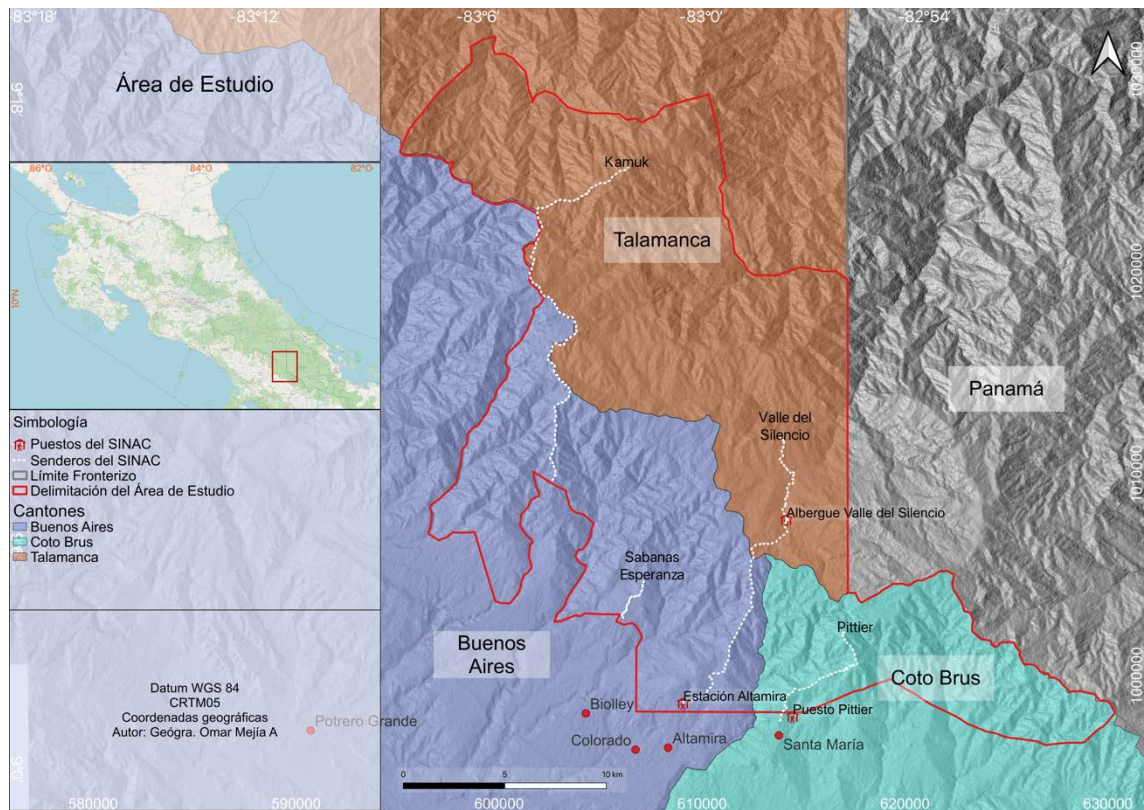 -83°18'
-83°12'
-83°6'
-83°0'
-82°54'
Área de Estudio
9°18'
1030000
86°O
84°O
82°O
10°N
Kamuk
Talamanca
1020000
Panamá
Simbología
Puestos del SINAC
Senderos del SINAC
Límite Fronterizo
Delimitación del Área de Estudio
Cantones
Buenos Aires
Coto Brus
Talamanca
Valle del
Silencio
1010000
Albergue Valle del Silencio
Sabanas
Esperanza
Buenos
Aires
Pittier
Coto Brus
1000000
Datum WGS 84
CRTM05
Coordenadas geográficas
Autor: Geógra. Omar Mejía A
Potrero Grande
Estación Altamira
Biolley
Puesto Pittier
Colorado
Altamira
Santa María
9°0'
0
5
10 km
580000
590000
600000
610000
620000
630000